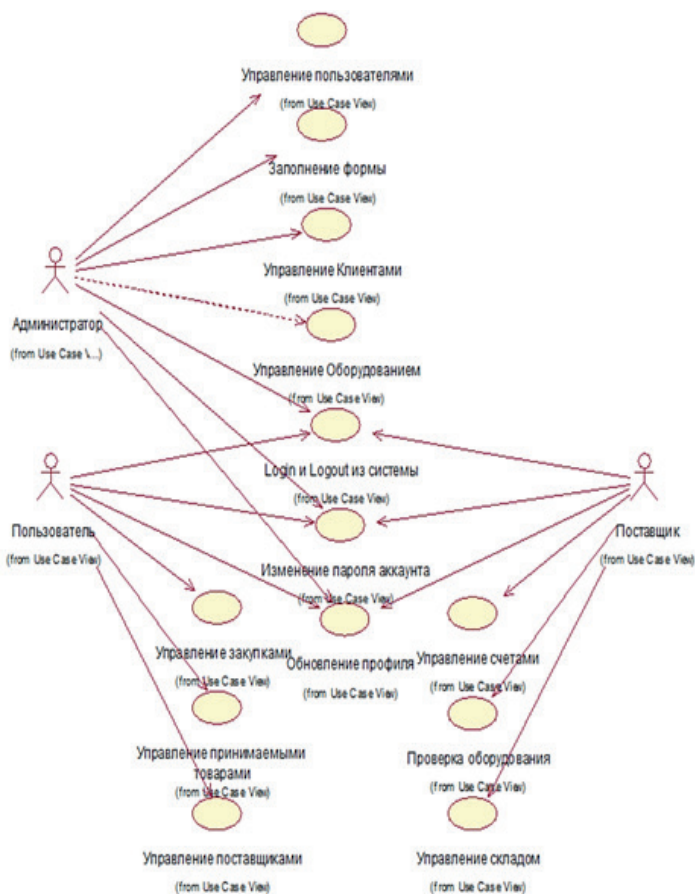 Управление пользователями
(from Use Case View)
Заполнение формы
(from Use Case View)
Управление Клиентами
(from Use Case View)
Администратор
(from Use Case \...)
Управление Оборудованием
(from Use Case View)
Login и Logout из системы
(from Use Case View)
Пользователь
(from Use Case View)
Поставщик
(from Use Case View)
Изменение пароля аккаунта
(from Use Case View)
Управление закупками
(from Use Case View)
Обновление профиля
(from Use Case View)
Управление счетами
(from Use Case View)
Управление принимаемыми
товарами
(from Use Case View)
Проверка оборудования
(from Use Case View)
Управление поставщиками
(from Use Case View)
Управление складом
(from Use Case View)